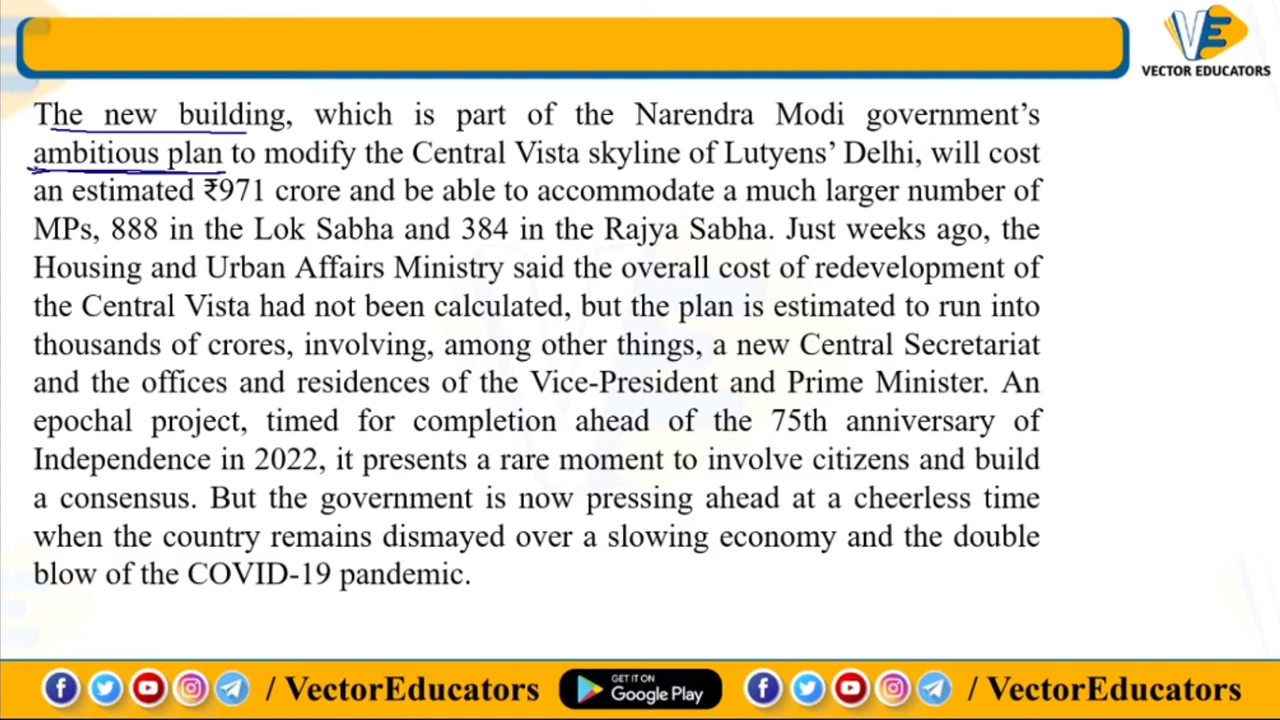 VE
VECTOR EDUCATORS
The new building, which is part of the Narendra Modi government’s
ambitious plan to modify the Central Vista skyline of Lutyens’ Delhi, will cost
an estimated ₹971 crore and be able to accommodate a much larger number of
MPs, 888 in the Lok Sabha and 384 in the Rajya Sabha. Just weeks ago, the
Housing and Urban Affairs Ministry said the overall cost of redevelopment of
the Central Vista had not been calculated, but the plan is estimated to run into
thousands of crores, involving, among other things, a new Central Secretariat
and the offices and residences of the Vice-President and Prime Minister. An
epochal project, timed for completion ahead of the 75th anniversary of
Independence in 2022, it presents a rare moment to involve citizens and build
a consensus. But the government is now pressing ahead at a cheerless time
when the country remains dismayed over a slowing economy and the double
blow of the COVID-19 pandemic.
/ VectorEducators GET IT ON Google Play / VectorEducators